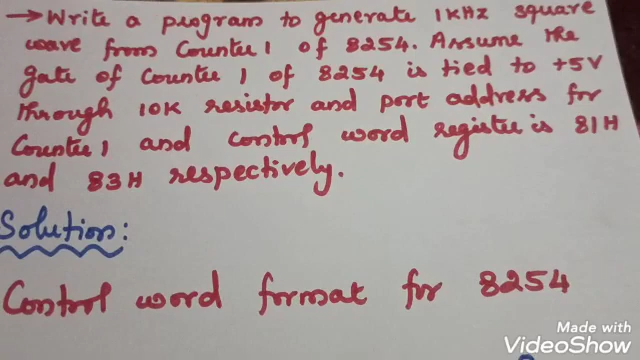 → Write a program to generate 1KHz square
wave from Counter 1 of 8254. Assume the
gate of Counter 1 of 8254 is tied to +5V
through 10K resistor and port address for
Counter 1 and control word register is 81H
and 83H respectively.
Solution:
Control word format for 8254
Made with
VideoShow